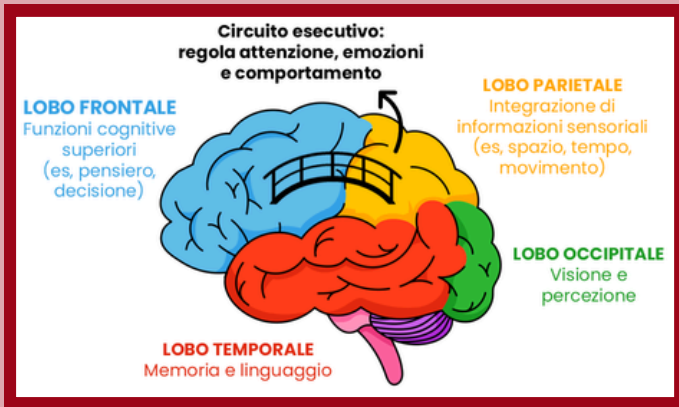 Circuito esecutivo:
regola attenzione, emozioni
e comportamento
LOBO FRONTALE
Funzioni cognitive
superiori
(es, pensiero,
decisione)
LOBO PARIETALE
Integrazione di
informazioni sensoriali
(es, spazio, tempo,
movimento)
LOBO OCCIPITALE
Visione e
percezione
LOBO TEMPORALE
Memoria e linguaggio